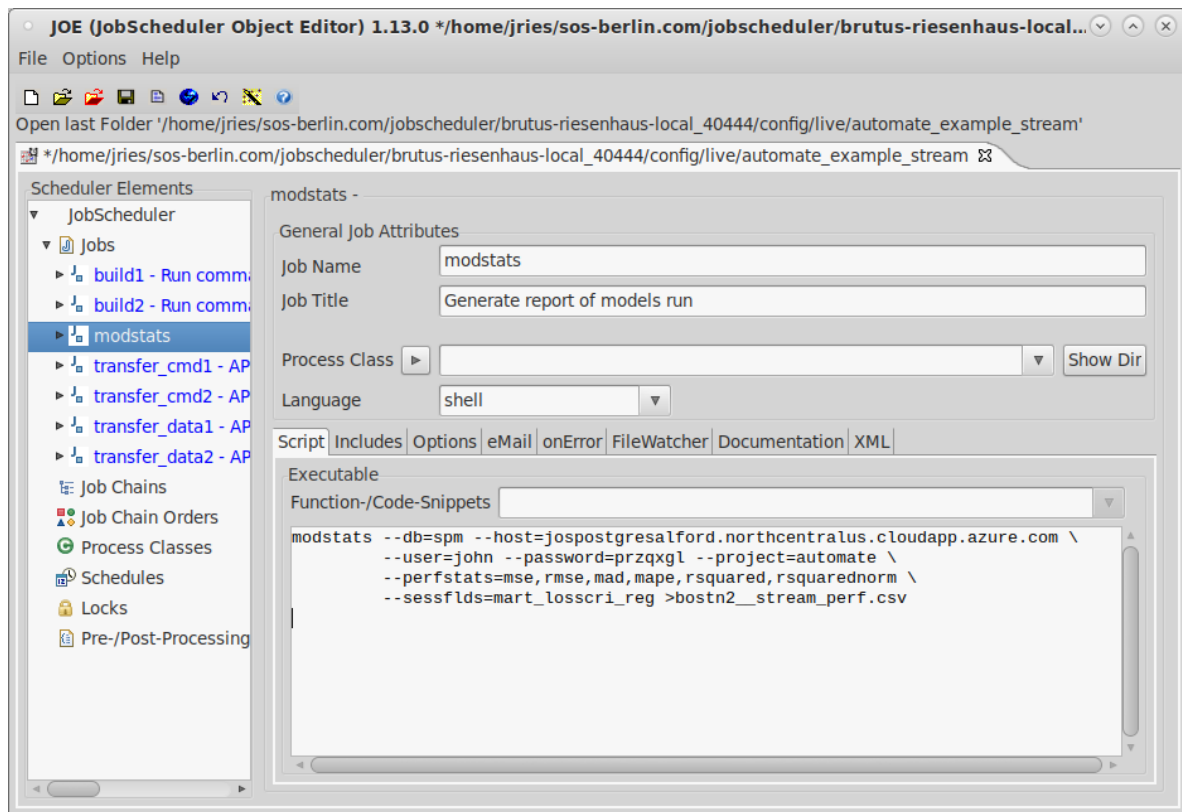 JOE (JobScheduler Object Editor) 1.13.0 */home/jries/sos-berlin.com/jobscheduler/brutus-riesenhaus-local...
File Options Help
Open last Folder '/home/jries/sos-berlin.com/jobscheduler/brutus-riesenhaus-local_40444/config/live/automate_example_stream'
*/home/jries/sos-berlin.com/jobscheduler/brutus-riesenhaus-local_40444/config/live/automate_example_stream
Scheduler Elements
JobScheduler
Jobs
build1 - Run comma
build2 - Run comma
modstats
transfer_cmd1 - AP
transfer_cmd2 - AP
transfer_data1 - AP
transfer_data2 - AP
Job Chains
Job Chain Orders
Process Classes
Schedules
Locks
Pre-/Post-Processing
modstats -
General Job Attributes
Job Name modstats
Job Title Generate report of models run
Process Class Show Dir
Language shell
Script Includes Options eMail onError FileWatcher Documentation XML
Executable
Function-/Code-Snippets
modstats --db=spm --host=jospostgresalford.northcentralus.cloudapp.azure.com \
--user=john --password=przqxgl --project=automate \
--perfstats=mse,rmse,mad,mape,rsquared,rsquarednorm \
--sessflds=mart_losscri_reg >bostn2__stream_perf.csv